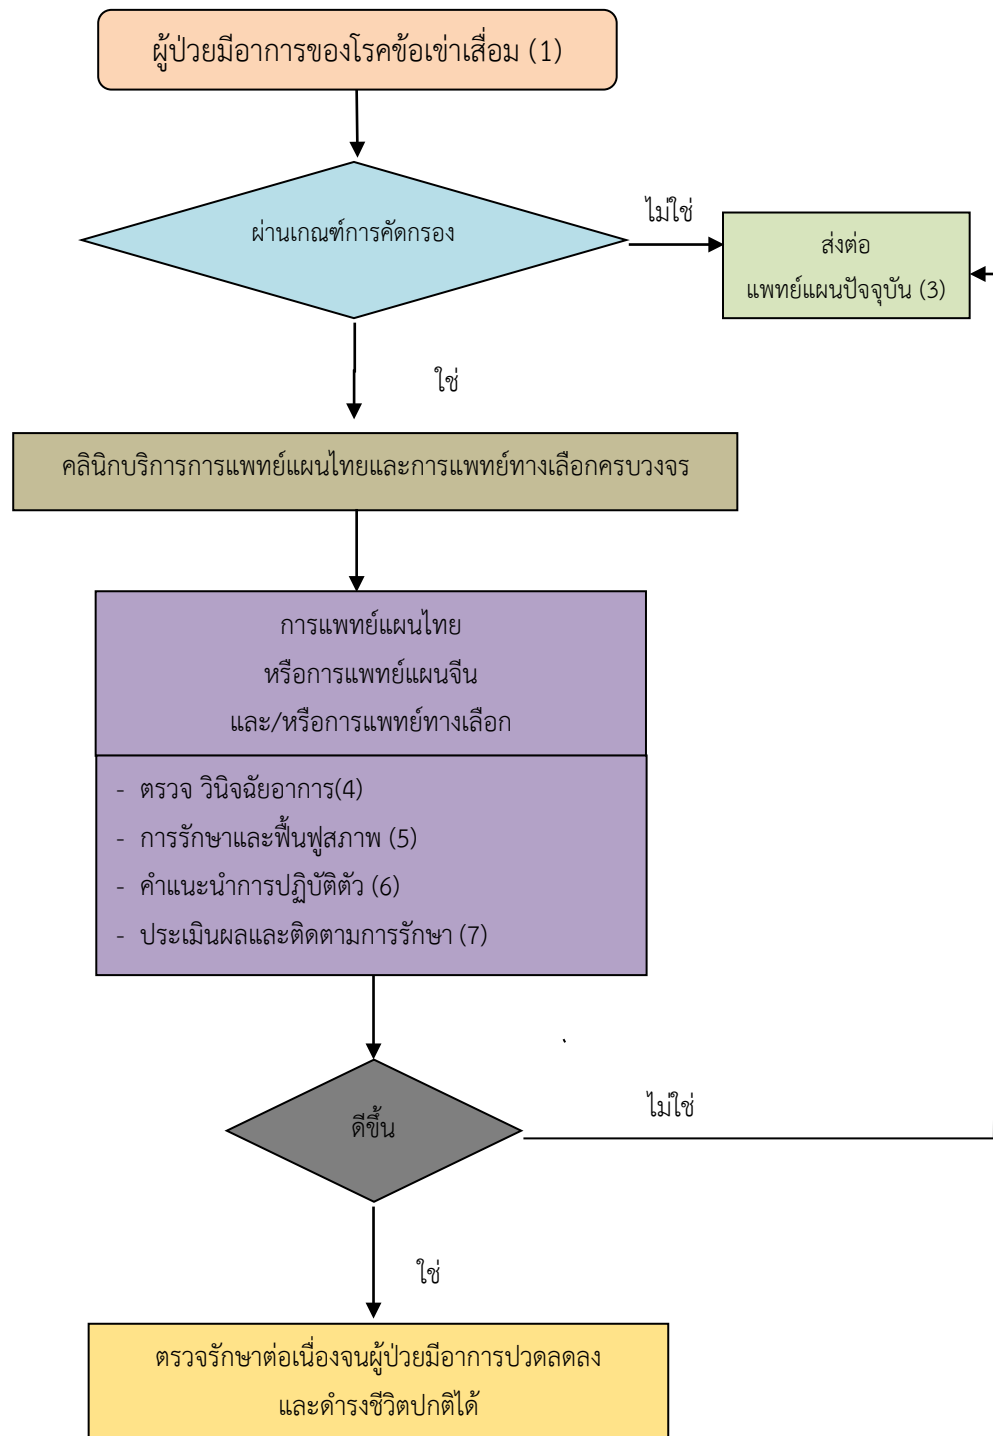 ผู้ป่วยมีอาการของโรคข้อเข่าเสื่อม (1)
ผ่านเกณฑ์การคัดกรอง
ไม่ใช่
ส่งต่อ
แพทย์แผนปัจจุบัน (3)
ใช่
คลินิกบริการการแพทย์แผนไทยและการแพทย์ทางเลือกครบวงจร
การแพทย์แผนไทย
หรือการแพทย์แผนจีน
และ/หรือการแพทย์ทางเลือก
- ตรวจ วินิจฉัยอาการ(4)
- การรักษาและฟื้นฟูสภาพ (5)
- คำแนะนำการปฏิบัติตัว (6)
- ประเมินผลและติดตามการรักษา (7)
ดีขึ้น
ไม่ใช่
ใช่
ตรวจรักษาต่อเนื่องจนผู้ป่วยมีอาการปวดลดลง
และดำรงชีวิตปกติได้